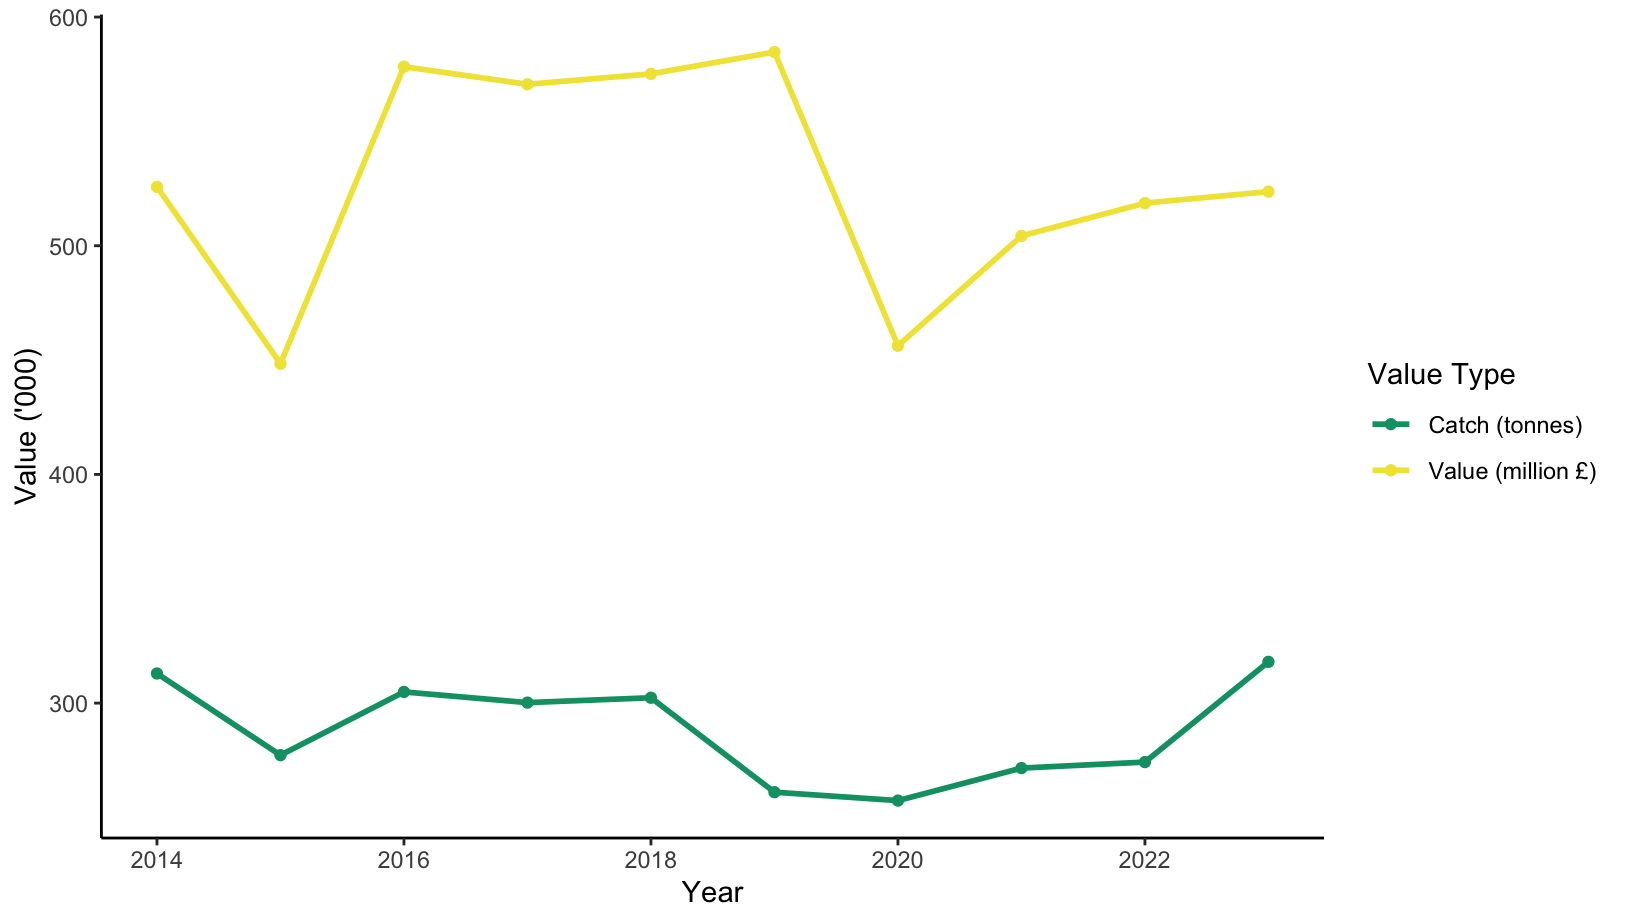 600
500
400
300
Value ('000)
2014 2016 2018 2020 2022
Year
Value Type
Catch (tonnes)
Value (million £)